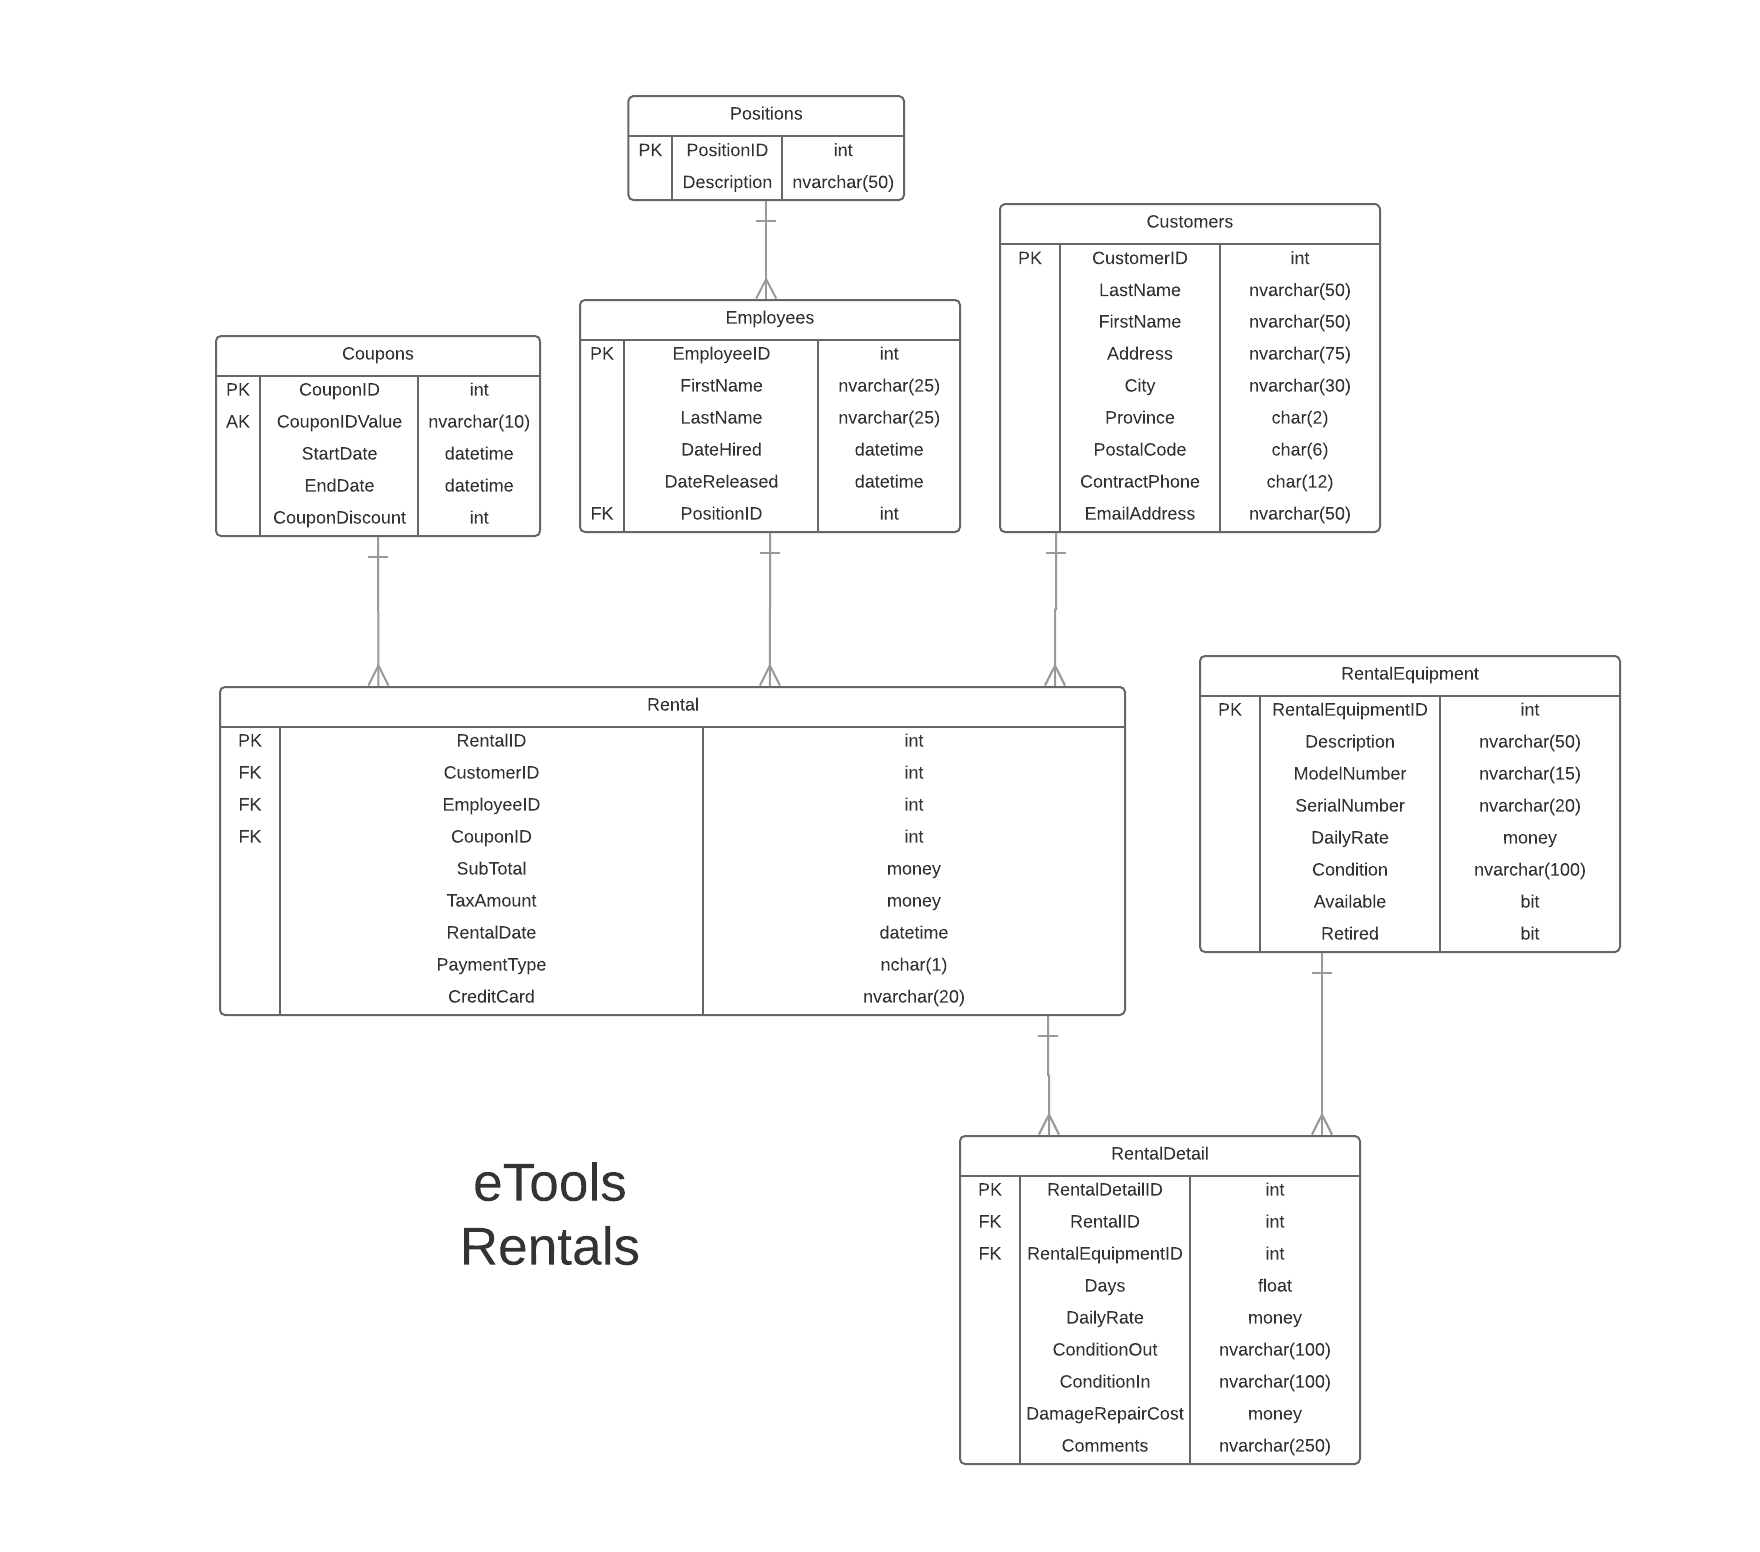 Positions
PK PositionID int
Description nvarchar(50)
Customers
PK CustomerID int
LastName nvarchar(50)
FirstName nvarchar(50)
Address nvarchar(75)
City nvarchar(30)
Province char(2)
PostalCode char(6)
ContractPhone char(12)
EmailAddress nvarchar(50)
Employees
PK EmployeeID int
FirstName nvarchar(25)
LastName nvarchar(25)
DateHired datetime
DateReleased datetime
FK PositionID int
Coupons
PK CouponID int
AK CouponIDValue nvarchar(10)
StartDate datetime
EndDate datetime
CouponDiscount int
Rental
PK RentalID int
FK CustomerID int
FK EmployeeID int
FK CouponID int
SubTotal money
TaxAmount money
RentalDate datetime
PaymentType nchar(1)
CreditCard nvarchar(20)
RentalEquipment
PK RentalEquipmentID int
Description nvarchar(50)
ModelNumber nvarchar(15)
SerialNumber nvarchar(20)
DailyRate money
Condition nvarchar(100)
Available bit
Retired bit
eTools
Rentals
RentalDetail
PK RentalDetailID int
FK RentalID int
FK RentalEquipmentID int
Days float
DailyRate money
ConditionOut nvarchar(100)
ConditionIn nvarchar(100)
DamageRepairCost money
Comments nvarchar(250)